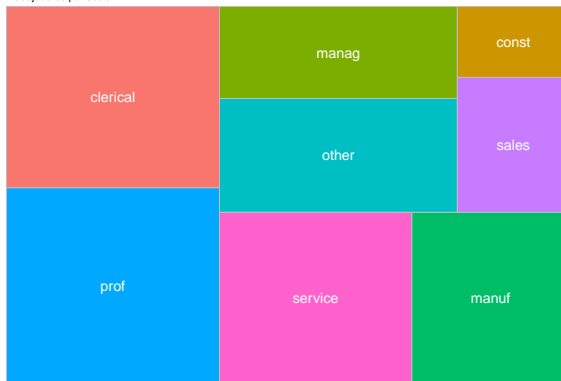 clerical
manag
const
other
sales
prof
service
manuf